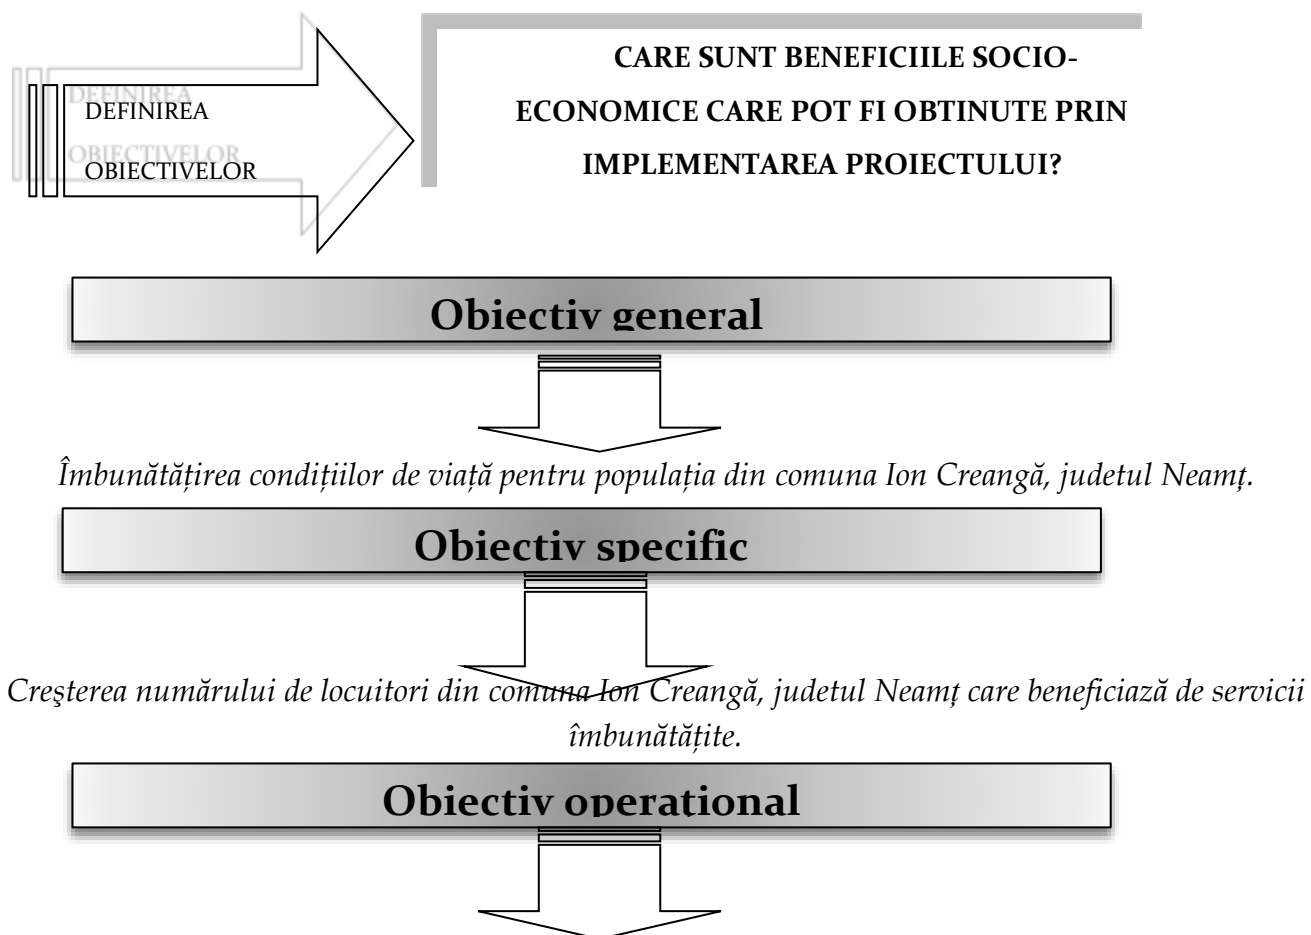 DEFINIREA
OBIECTIVELOR
CARE SUNT BENEFICIILE SOCIO-
ECONOMICE CARE POT FI OBTINUTE PRIN
IMPLEMENTAREA PROIECTULUI?
Obiectiv general
Îmbunătățirea condițiilor de viață pentru populația din comuna Ion Creangă, judetul Neamț.
Obiectiv specific
Creşterea numărului de locuitori din comuna Ion Creangă, judetul Neamț care beneficiază de servicii
îmbunătățite.
Obiectiv operațional